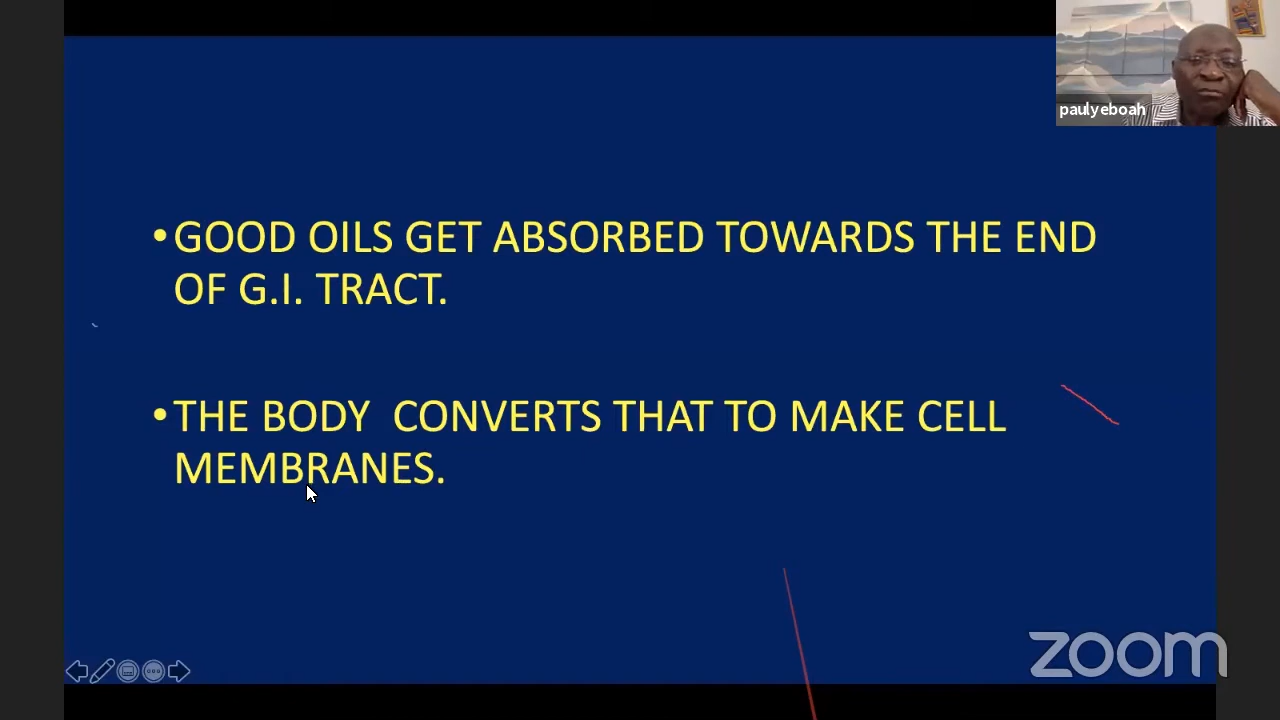 paulyeboah
•GOOD OILS GET ABSORBED TOWARDS THE END
OF G.I. TRACT.
•THE BODY CONVERTS THAT TO MAKE CELL
MEMBRANES.
zoom